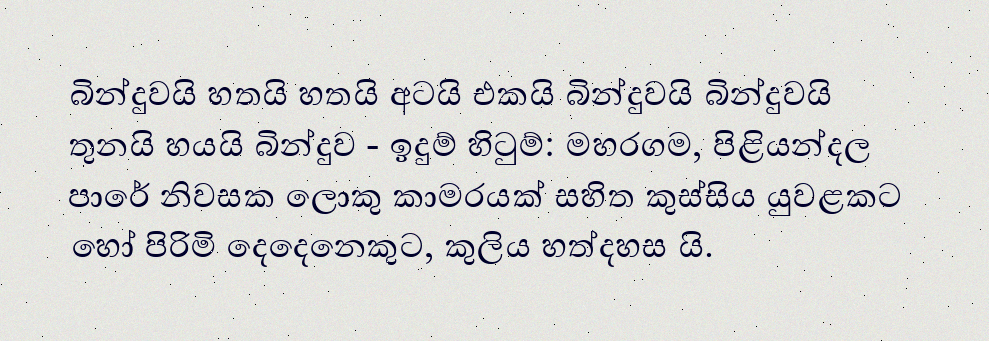 බින්දුවයි හතයි හතයි අටයි එකයි බින්දුවයි බින්දුවයි
තුනයි හයයි බින්දුව - ඉඳුම් හිටුම්: මහරගම, පිළියන්දල
පාරේ නිවසක ලොකු කාමරයක් සහිත කුස්සිය යුවළකට
හෝ පිරිමි දෙදෙනෙකුට, කුලිය හත්දහස යි.